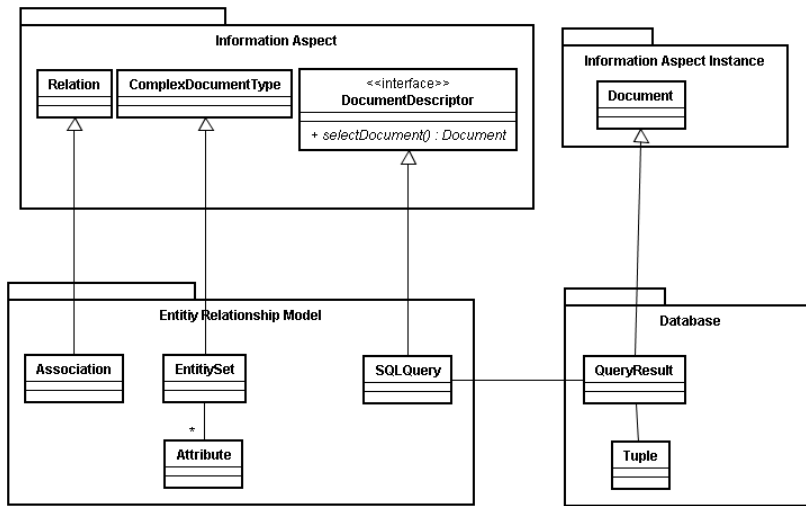 Information Aspect
Information Aspect Instance
Relation
ComplexDocumentType
<<interface>>
DocumentDescriptor
+ selectDocument() : Document
Document
Entitiy Relationship Model
Database
Association
EntitiySet
SQLQuery
QueryResult
*
Attribute
Tuple